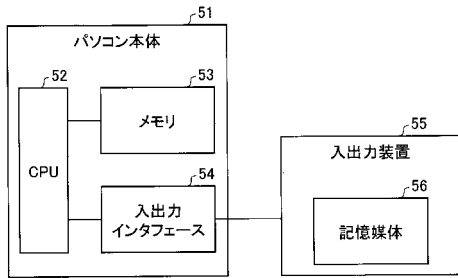 51
パソコン本体
52
53
メモリ
CPU
54
入出力
インタフェース
55
入出力装置
56
記憶媒体